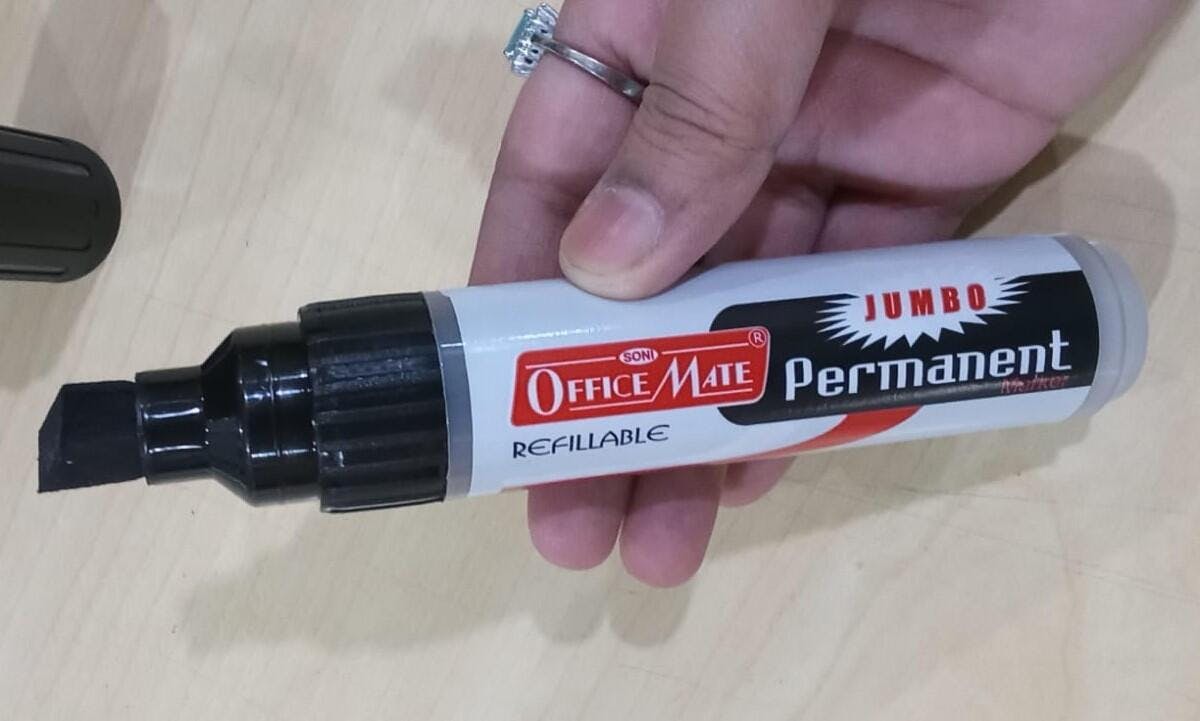 SONI
OFFICE MATE ®
REFILLABLE
JUMBO
Permanent
Marker